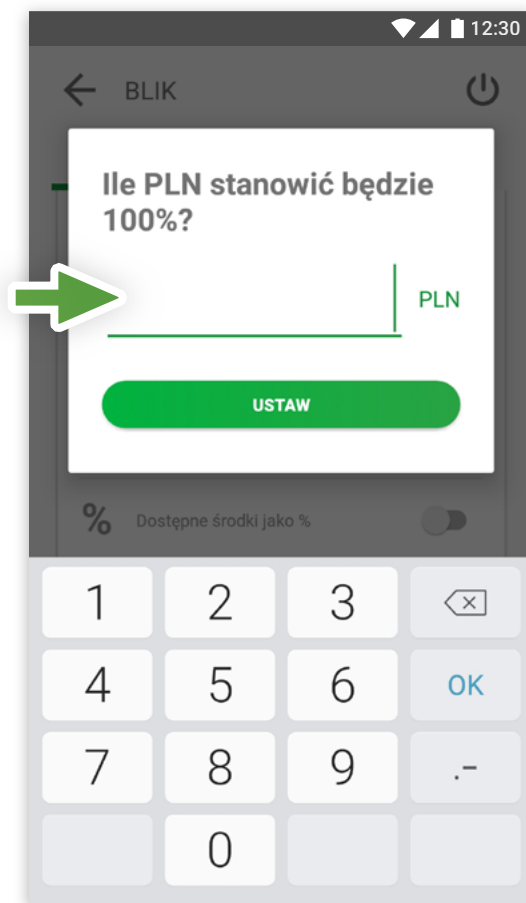 12:30
BLIK
Ile PLN stanowić będzie
100%?
PLN
USTAW
% Dostępne środki jako %
1 2 3
4 5 6 OK
7 8 9 .-
0